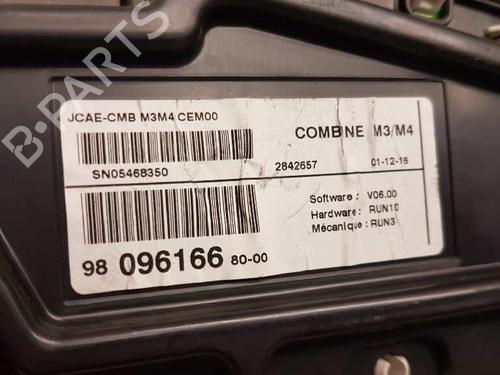 B-PARTS
JCAE-CMB M3M4 CEM00
COMBINE M3/M4
SN05468350
2842657 01-12-16
Software : V06.00
Hardware : RUN10
Mécanique : RUN3
98 096166 80-00